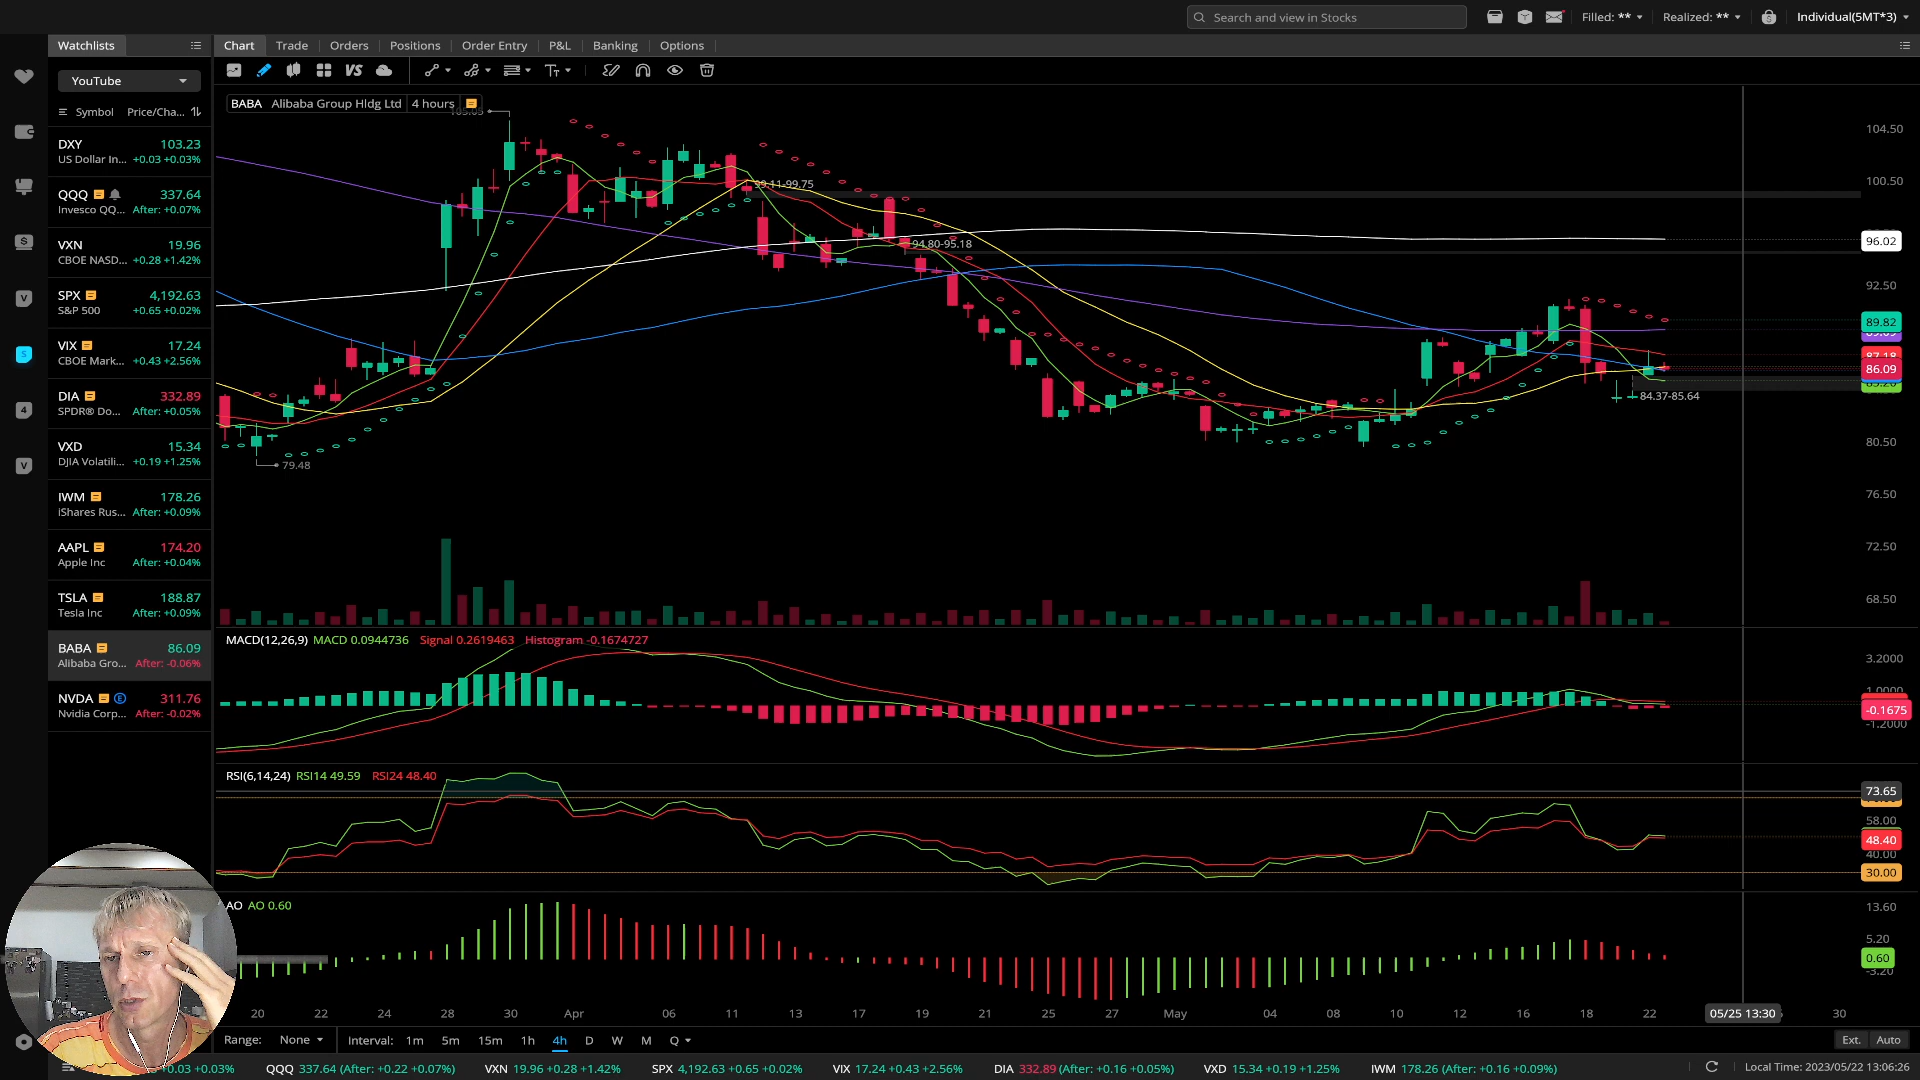 Search and view in Stocks
Filled: **
Realized: **
Individual(5MT*3)
Watchlists
Chart Trade Orders Positions Order Entry P&L Banking Options
YouTube
VS
Symbol Price/Cha...
DXY 103.23
US Dollar In... +0.03 +0.03%
QQQ 337.64
Invesco QQ... After: +0.07%
VXN 19.96
CBOE NASD... +0.28 +1.42%
SPX 4,192.63
S&P 500 +0.65 +0.02%
VIX 17.24
CBOE Mark... +0.43 +2.56%
DIA 332.89
SPDR® Do... After: +0.05%
VXD 15.34
DJIA Volatili... +0.19 +1.25%
IWM 178.26
iShares Rus... After: +0.09%
AAPL 174.20
Apple Inc After: +0.04%
TSLA 188.87
Tesla Inc After: +0.09%
BABA 86.09
Alibaba Gro... After: -0.06%
NVDA 311.76
Nvidia Corp... After: -0.02%
BABA Alibaba Group Hldg Ltd 4 hours
99.11-99.75
94.80-95.18
84.37-85.64
79.48
104.50
100.50
96.02
92.50
89.82
87.18
86.09
80.50
76.50
72.50
68.50
MACD(12,26,9) MACD 0.0944736 Signal 0.2619463 Histogram -0.1674727
3.2000
-0.1675
-1.2000
RSI(6,14,24) RSI14 49.59 RSI24 48.40
73.65
58.00
48.40
40.00
30.00
AO AO 0.60
13.60
5.20
0.60
-3.20
20 22 24 28 30 Apr 06 11 13 17 19 21 25 27 May 04 08 10 12 16 18 22 05/25 13:30 30
Range: None Interval: 1m 5m 15m 1h 4h D W M Q Ext. Auto
+0.03 +0.03% QQQ 337.64 (After: +0.22 +0.07%) VXN 19.96 +0.28 +1.42% SPX 4,192.63 +0.65 +0.02% VIX 17.24 +0.43 +2.56% DIA 332.89 (After: +0.16 +0.05%) VXD 15.34 +0.19 +1.25% IWM 178.26 (After: +0.16 +0.09%) Local Time: 2023/05/22 13:06:26